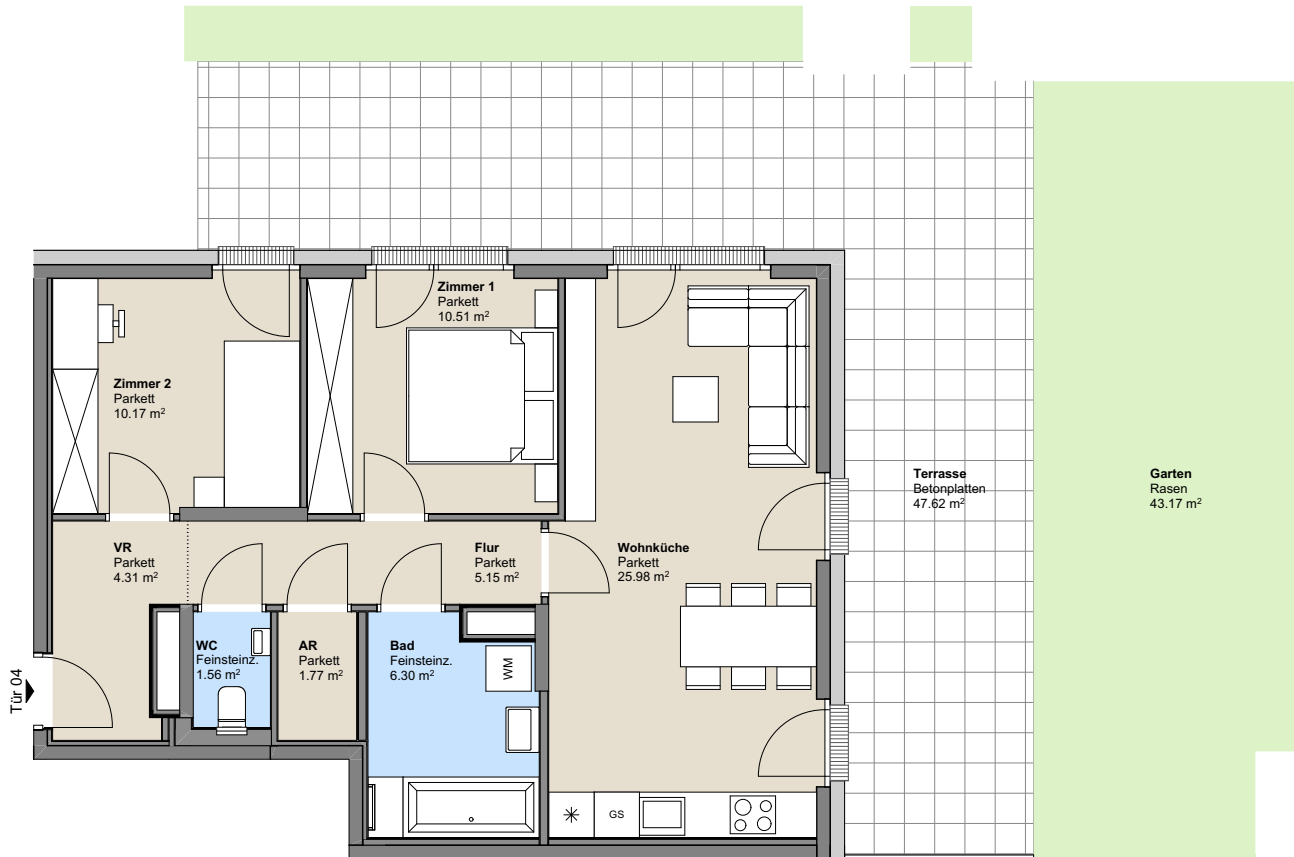 Zimmer 1
Parkett
10.51 m²
Zimmer 2
Parkett
10.17 m²
Terrasse
Betonplatten
47.62 m²
Garten
Rasen
43.17 m²
VR
Parkett
4.31 m²
Flur
Parkett
5.15 m²
Wohnküche
Parkett
25.98 m²
WC
Feinsteinz.
1.56 m²
AR
Parkett
1.77 m²
Bad
Feinsteinz.
6.30 m²
WM
Tür 04
GS